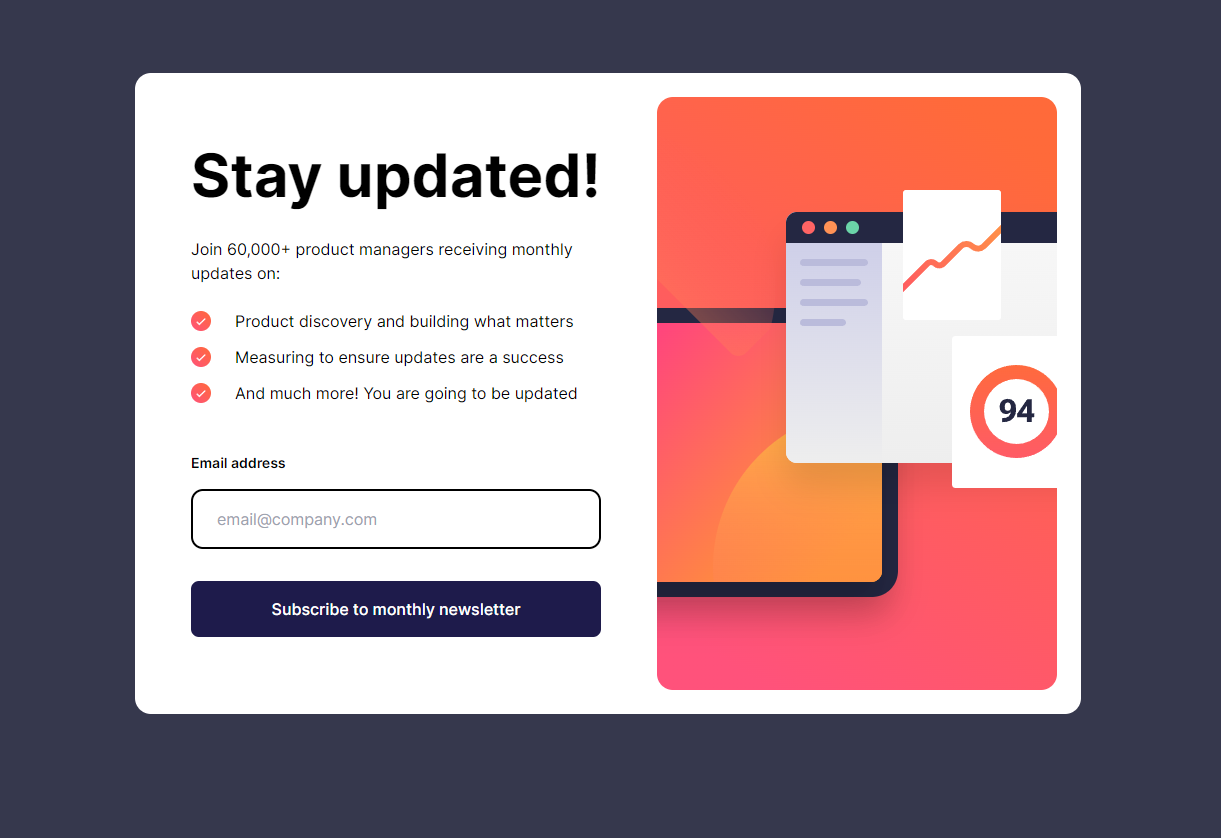 Stay updated!
Join 60,000+ product managers receiving monthly
updates on:
Product discovery and building what matters
Measuring to ensure updates are a success
And much more! You are going to be updated
Email address
email@company.com
Subscribe to monthly newsletter
94